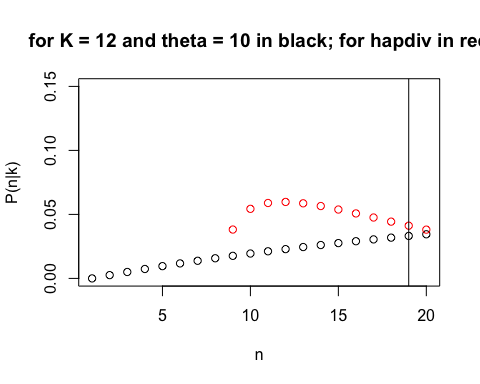 for K = 12 and theta = 10 in black; for hapdiv in rec
P(n|k)
0.15
0.10
0.05
0.00
5 10 15 20
n